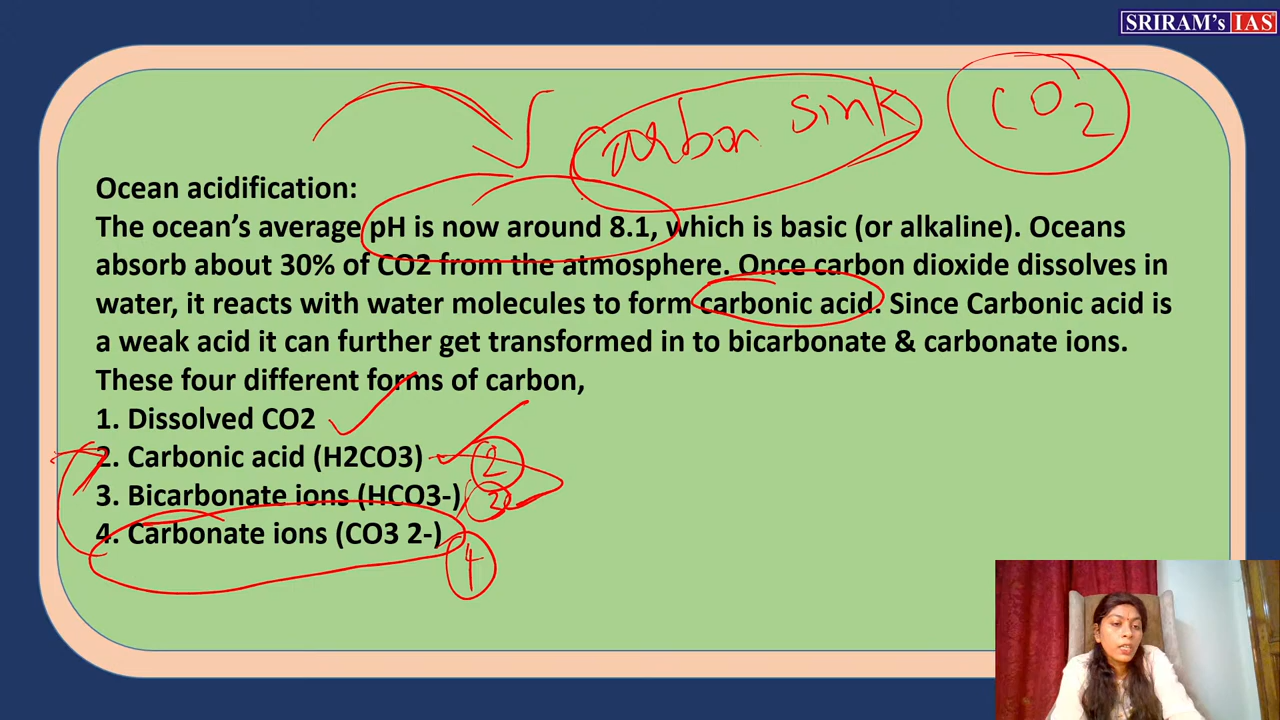 SRIRAM's IAS
carbon sink
CO2
Ocean acidification:
The ocean's average pH is now around 8.1, which is basic (or alkaline). Oceans
absorb about 30% of CO2 from the atmosphere. Once carbon dioxide dissolves in
water, it reacts with water molecules to form carbonic acid. Since Carbonic acid is
a weak acid it can further get transformed in to bicarbonate & carbonate ions.
These four different forms of carbon,
1. Dissolved CO2
2. Carbonic acid (H2CO3)
2
3. Bicarbonate ions (HCO3-)
3
4. Carbonate ions (CO3 2-)
4